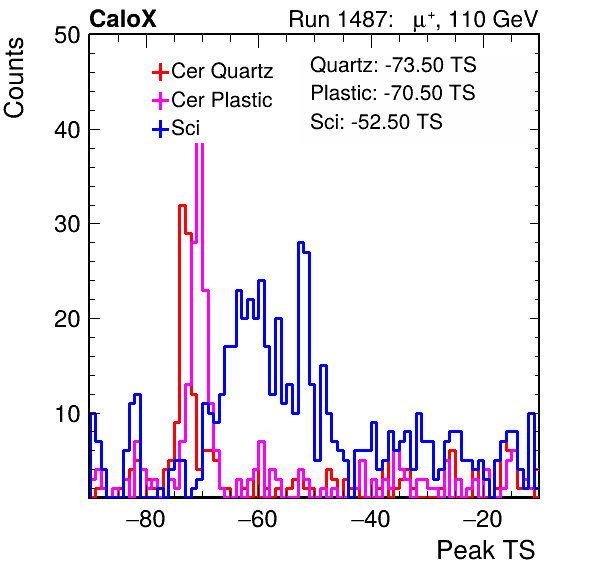 CaloX Run 1487: μ⁺, 110 GeV
Counts
50
40
30
20
10
Cer Quartz
Cer Plastic
Sci
Quartz: -73.50 TS
Plastic: -70.50 TS
Sci: -52.50 TS
−80 −60 −40 −20
Peak TS